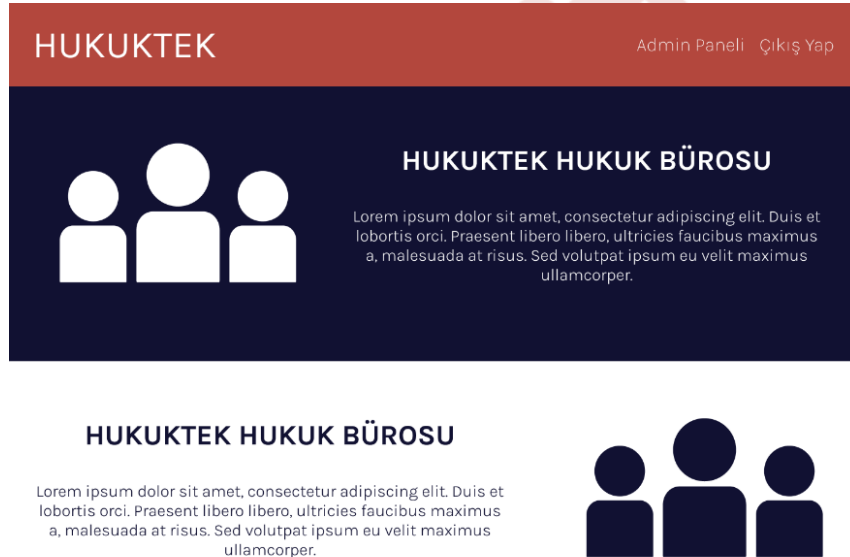 HUKUKTEK
Admin Paneli Çıkış Yap
HUKUKTEK HUKUK BÜROSU
Lorem ipsum dolor sit amet, consectetur adipiscing elit. Duis et
lobortis orci. Praesent libero libero, ultricies faucibus maximus
a, malesuada at risus. Sed volutpat ipsum eu velit maximus
ullamcorper.
HUKUKTEK HUKUK BÜROSU
Lorem ipsum dolor sit amet, consectetur adipiscing elit. Duis et
lobortis orci. Praesent libero libero, ultricies faucibus maximus
a, malesuada at risus. Sed volutpat ipsum eu velit maximus
ullamcorper.